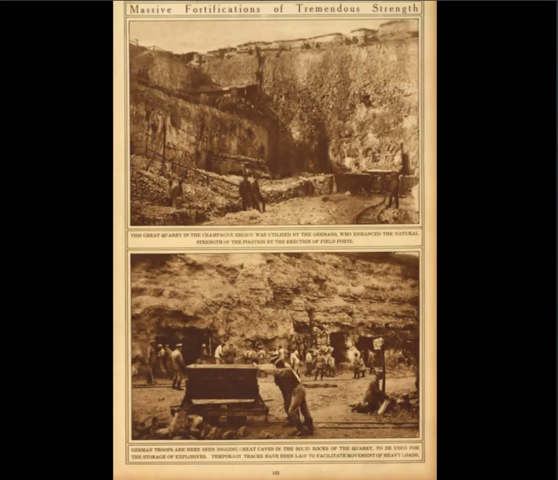 Massive Fortifications of Tremendous Strength
THIS GREAT QUARRY IN THE CHAMPAGNE REGION WAS UTILIZED BY THE GERMANS, WHO ENHANCED THE NATURAL
STRENGTH OF THE POSITION BY THE ERECTION OF FIELD FORTS.
GERMAN TROOPS ARE HERE SEEN DIGGING GREAT CAVES IN THE SOLID ROCKS OF THE QUARRY, TO BE USED FOR
THE STORAGE OF EXPLOSIVES. TEMPORARY TRACKS HAVE BEEN LAID TO FACILITATE MOVEMENT OF HEAVY LOADS.